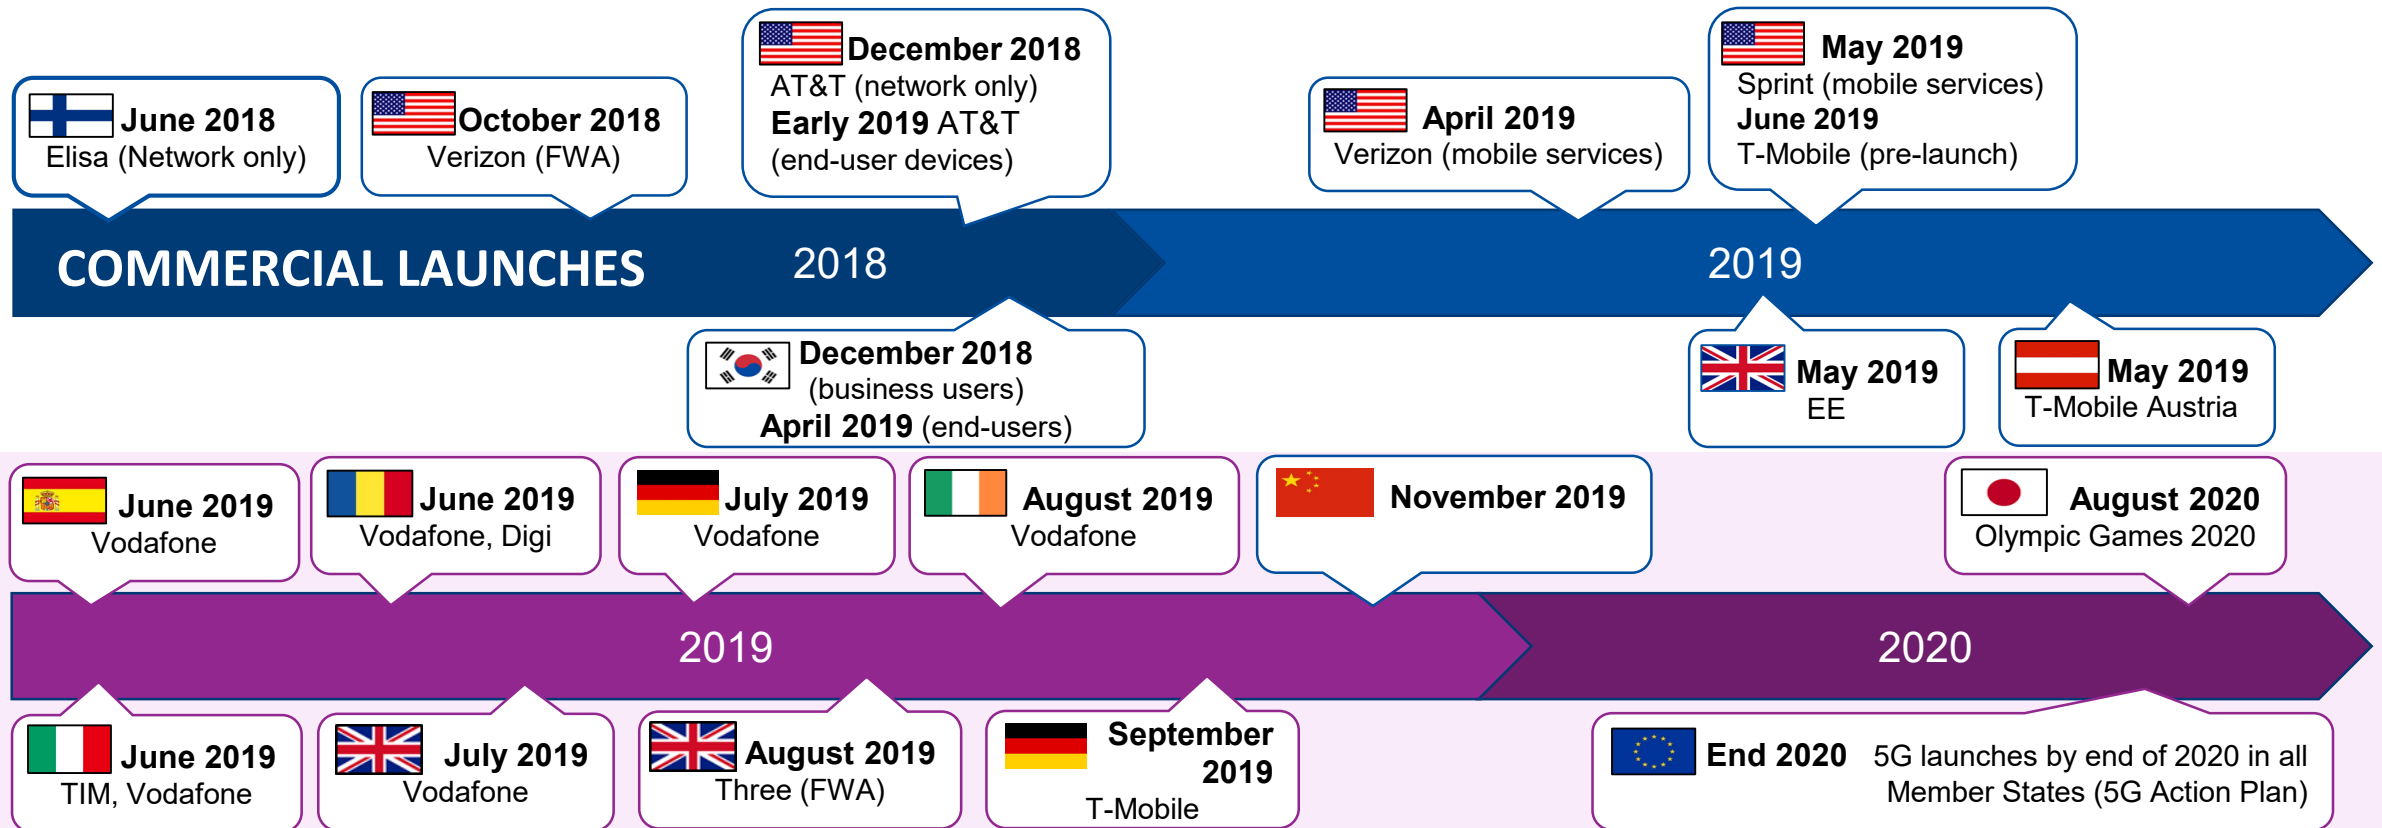 June 2018
Elisa (Network only)
October 2018
Verizon (FWA)
December 2018
AT&T (network only)
Early 2019 AT&T
(end-user devices)
April 2019
Verizon (mobile services)
May 2019
Sprint (mobile services)
June 2019
T-Mobile (pre-launch)
COMMERCIAL LAUNCHES
2018
2019
December 2018
(business users)
April 2019 (end-users)
May 2019
EE
May 2019
T-Mobile Austria
June 2019
Vodafone
June 2019
Vodafone, Digi
July 2019
Vodafone
August 2019
Vodafone
November 2019
August 2020
Olympic Games 2020
2019
2020
June 2019
TIM, Vodafone
July 2019
Vodafone
August 2019
Three (FWA)
September
2019
T-Mobile
End 2020 5G launches by end of 2020 in all
Member States (5G Action Plan)